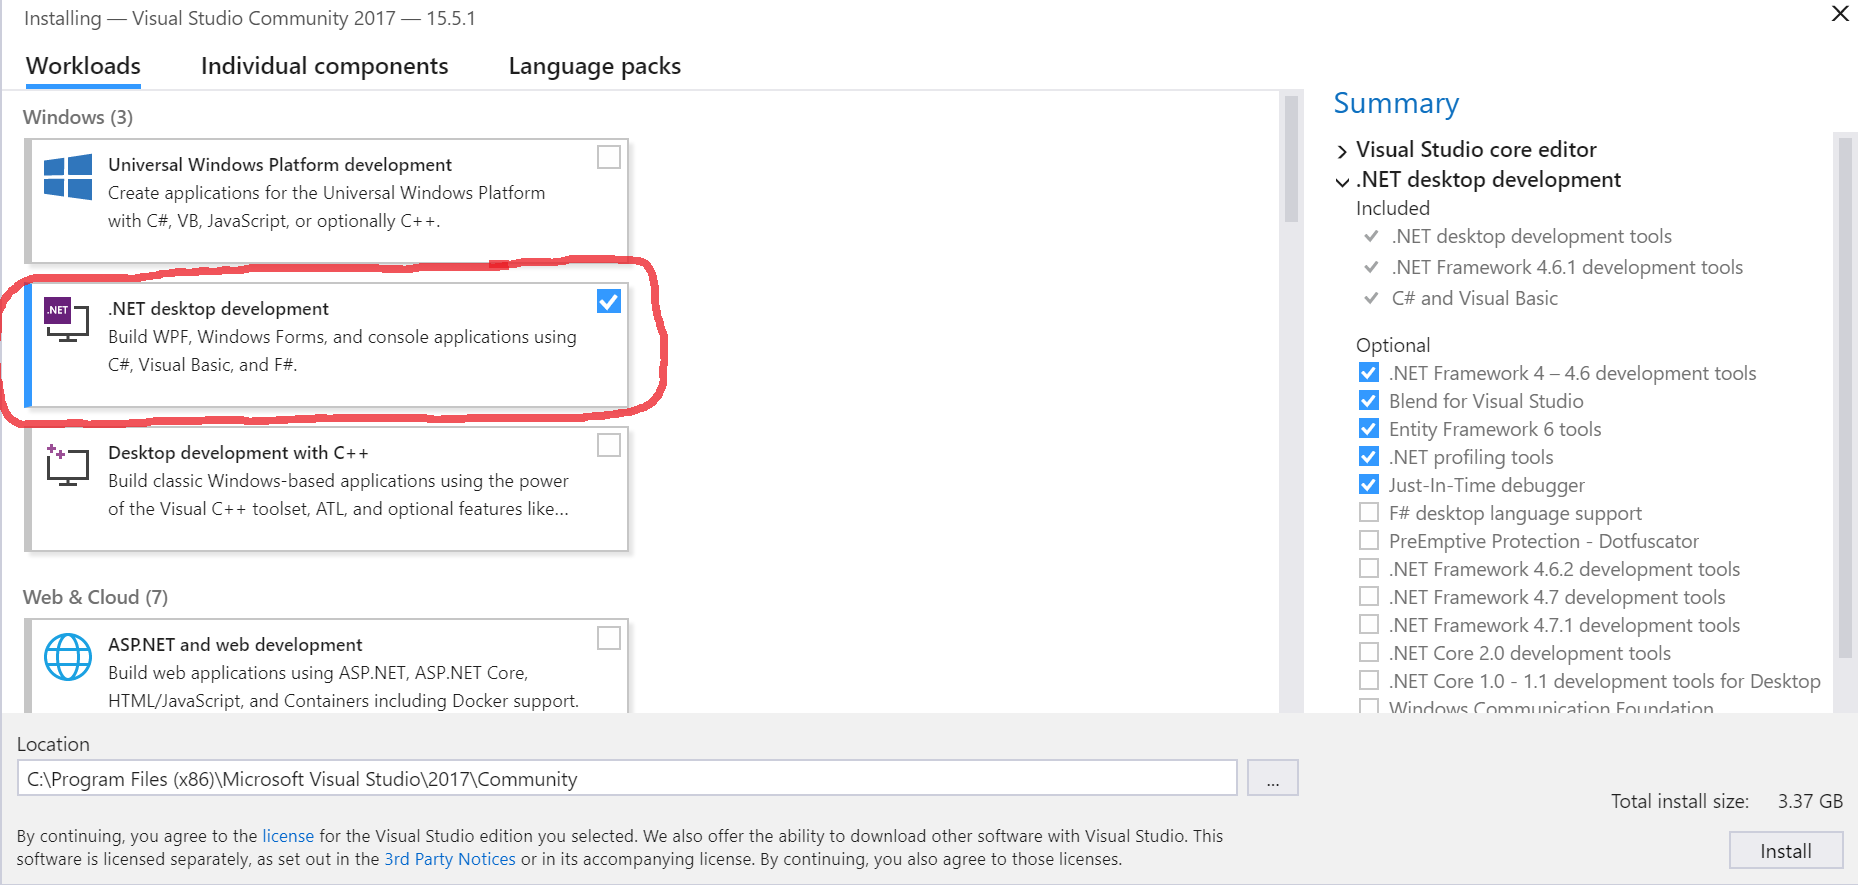 Installing — Visual Studio Community 2017 — 15.5.1
Workloads
Individual components
Language packs
Windows (3)
Universal Windows Platform development
Create applications for the Universal Windows Platform
with C#, VB, JavaScript, or optionally C++.
.NET
.NET desktop development
Build WPF, Windows Forms, and console applications using
C#, Visual Basic, and F#.
Desktop development with C++
Build classic Windows-based applications using the power
of the Visual C++ toolset, ATL, and optional features like...
Web & Cloud (7)
ASP.NET and web development
Build web applications using ASP.NET, ASP.NET Core,
HTML/JavaScript, and Containers including Docker support.
Summary
Visual Studio core editor
.NET desktop development
Included
.NET desktop development tools
.NET Framework 4.6.1 development tools
C# and Visual Basic
Optional
.NET Framework 4 – 4.6 development tools
Blend for Visual Studio
Entity Framework 6 tools
.NET profiling tools
Just-In-Time debugger
F# desktop language support
PreEmptive Protection - Dotfuscator
.NET Framework 4.6.2 development tools
.NET Framework 4.7 development tools
.NET Framework 4.7.1 development tools
.NET Core 2.0 development tools
.NET Core 1.0 - 1.1 development tools for Desktop
Windows Communication Foundation
Location
C:\Program Files (x86)\Microsoft Visual Studio\2017\Community
...
Total install size: 3.37 GB
By continuing, you agree to the license for the Visual Studio edition you selected. We also offer the ability to download other software with Visual Studio. This
software is licensed separately, as set out in the 3rd Party Notices or in its accompanying license. By continuing, you also agree to those licenses.
Install